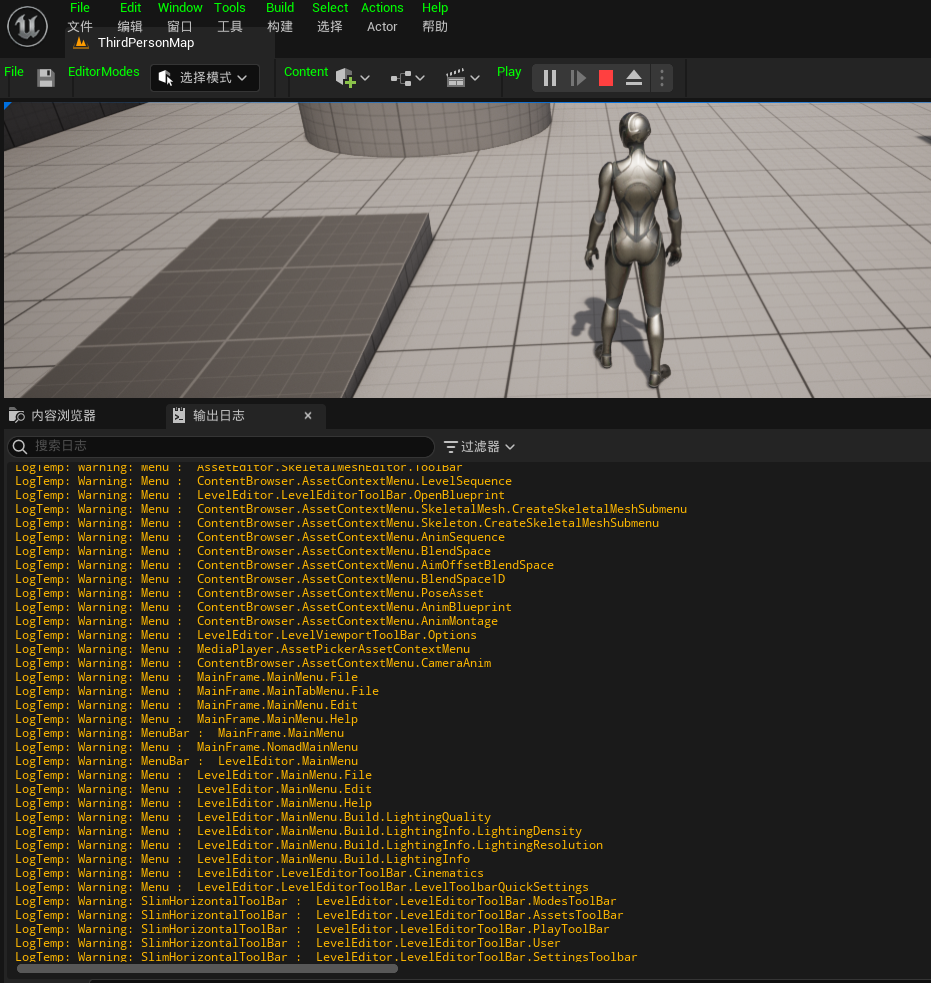 File Edit Window Tools Build Select Actions Help
文件 编辑 窗口 工具 构建 选择 Actor 帮助
ThirdPersonMap
File EditorModes 选择模式 Content Play
内容浏览器 输出日志
搜索日志 过滤器
LogTemp: Warning: Menu : AssetEditor.SkeletalMeshEditor.ToolBar
LogTemp: Warning: Menu : ContentBrowser.AssetContextMenu.LevelSequence
LogTemp: Warning: Menu : LevelEditor.LevelEditorToolBar.OpenBlueprint
LogTemp: Warning: Menu : ContentBrowser.AssetContextMenu.SkeletalMesh.CreateSkeletalMeshSubmenu
LogTemp: Warning: Menu : ContentBrowser.AssetContextMenu.Skeleton.CreateSkeletalMeshSubmenu
LogTemp: Warning: Menu : ContentBrowser.AssetContextMenu.AnimSequence
LogTemp: Warning: Menu : ContentBrowser.AssetContextMenu.BlendSpace
LogTemp: Warning: Menu : ContentBrowser.AssetContextMenu.AimOffsetBlendSpace
LogTemp: Warning: Menu : ContentBrowser.AssetContextMenu.BlendSpace1D
LogTemp: Warning: Menu : ContentBrowser.AssetContextMenu.PoseAsset
LogTemp: Warning: Menu : ContentBrowser.AssetContextMenu.AnimBlueprint
LogTemp: Warning: Menu : ContentBrowser.AssetContextMenu.AnimMontage
LogTemp: Warning: Menu : LevelEditor.LevelViewportToolBar.Options
LogTemp: Warning: Menu : MediaPlayer.AssetPickerAssetContextMenu
LogTemp: Warning: Menu : ContentBrowser.AssetContextMenu.CameraAnim
LogTemp: Warning: Menu : MainFrame.MainMenu.File
LogTemp: Warning: Menu : MainFrame.MainTabMenu.File
LogTemp: Warning: Menu : MainFrame.MainMenu.Edit
LogTemp: Warning: Menu : MainFrame.MainMenu.Help
LogTemp: Warning: MenuBar : MainFrame.MainMenu
LogTemp: Warning: Menu : MainFrame.NomadMainMenu
LogTemp: Warning: MenuBar : LevelEditor.MainMenu
LogTemp: Warning: Menu : LevelEditor.MainMenu.File
LogTemp: Warning: Menu : LevelEditor.MainMenu.Edit
LogTemp: Warning: Menu : LevelEditor.MainMenu.Help
LogTemp: Warning: Menu : LevelEditor.MainMenu.Build.LightingQuality
LogTemp: Warning: Menu : LevelEditor.MainMenu.Build.LightingInfo.LightingDensity
LogTemp: Warning: Menu : LevelEditor.MainMenu.Build.LightingInfo.LightingResolution
LogTemp: Warning: Menu : LevelEditor.MainMenu.Build.LightingInfo
LogTemp: Warning: Menu : LevelEditor.LevelEditorToolBar.Cinematics
LogTemp: Warning: Menu : LevelEditor.LevelEditorToolBar.LevelToolbarQuickSettings
LogTemp: Warning: SlimHorizontalToolBar : LevelEditor.LevelEditorToolBar.ModesToolBar
LogTemp: Warning: SlimHorizontalToolBar : LevelEditor.LevelEditorToolBar.AssetsToolBar
LogTemp: Warning: SlimHorizontalToolBar : LevelEditor.LevelEditorToolBar.PlayToolBar
LogTemp: Warning: SlimHorizontalToolBar : LevelEditor.LevelEditorToolBar.User
LogTemp: Warning: SlimHorizontalToolBar : LevelEditor.LevelEditorToolBar.SettingsToolbar